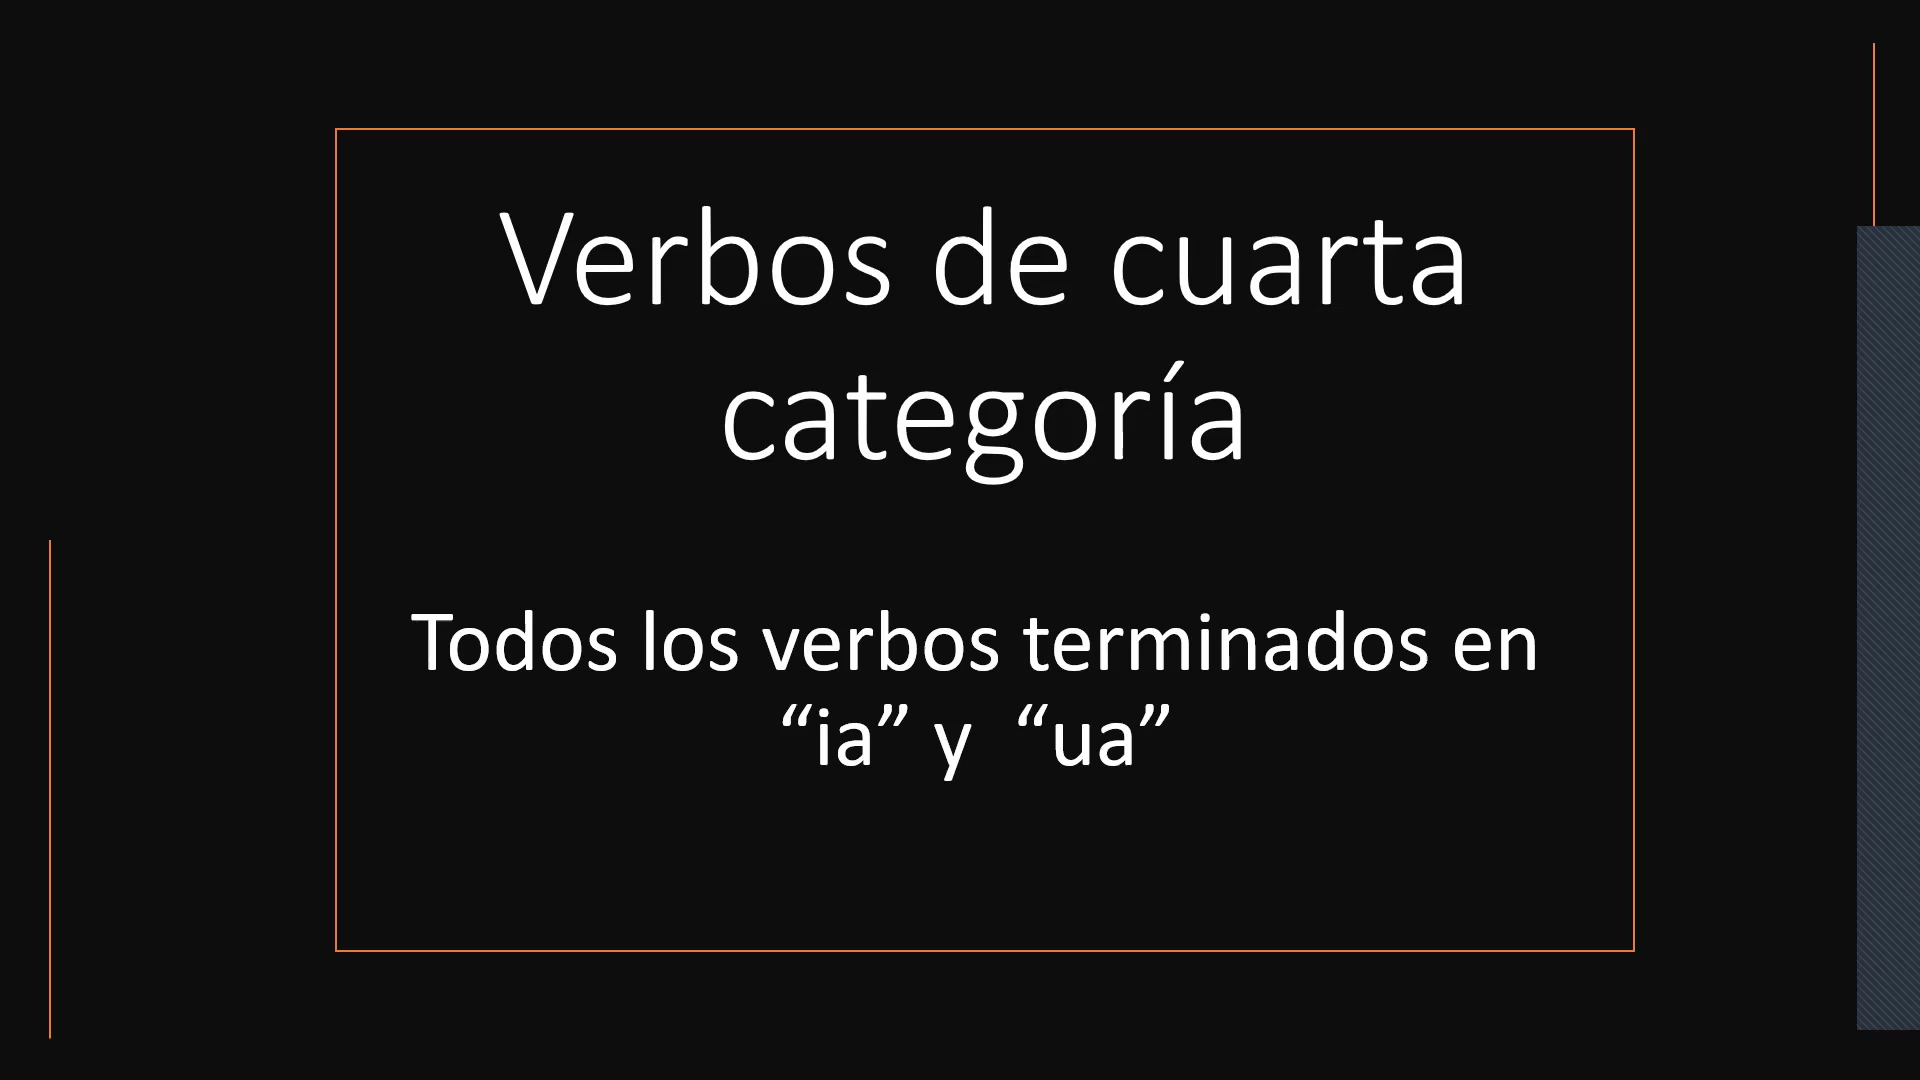 Verbos de cuarta
categoría
Todos los verbos terminados en
“ia” y  “ua”